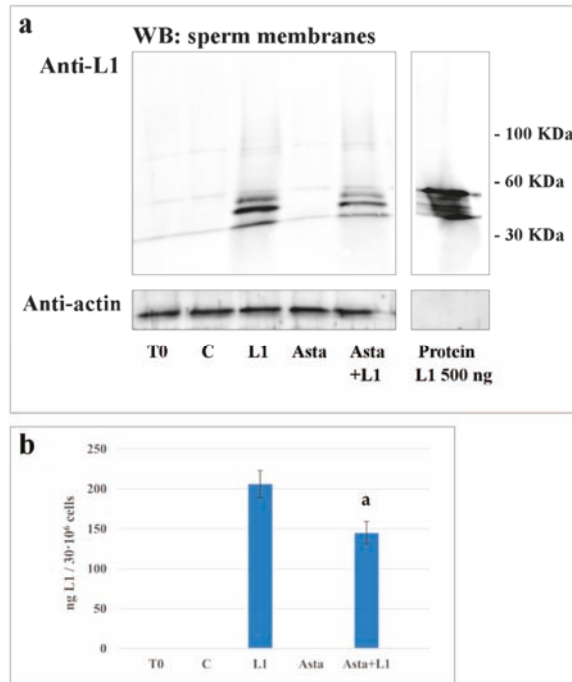 a
WB: sperm membranes
Anti-L1
- 100 KDa
- 60 KDa
- 30 KDa
Anti-actin
T0 C L1 Asta Asta +L1 Protein L1 500 ng
b
250
200
150
100
50
0
ng L1 / 30·10⁶ cells
a
T0 C L1 Asta Asta+L1